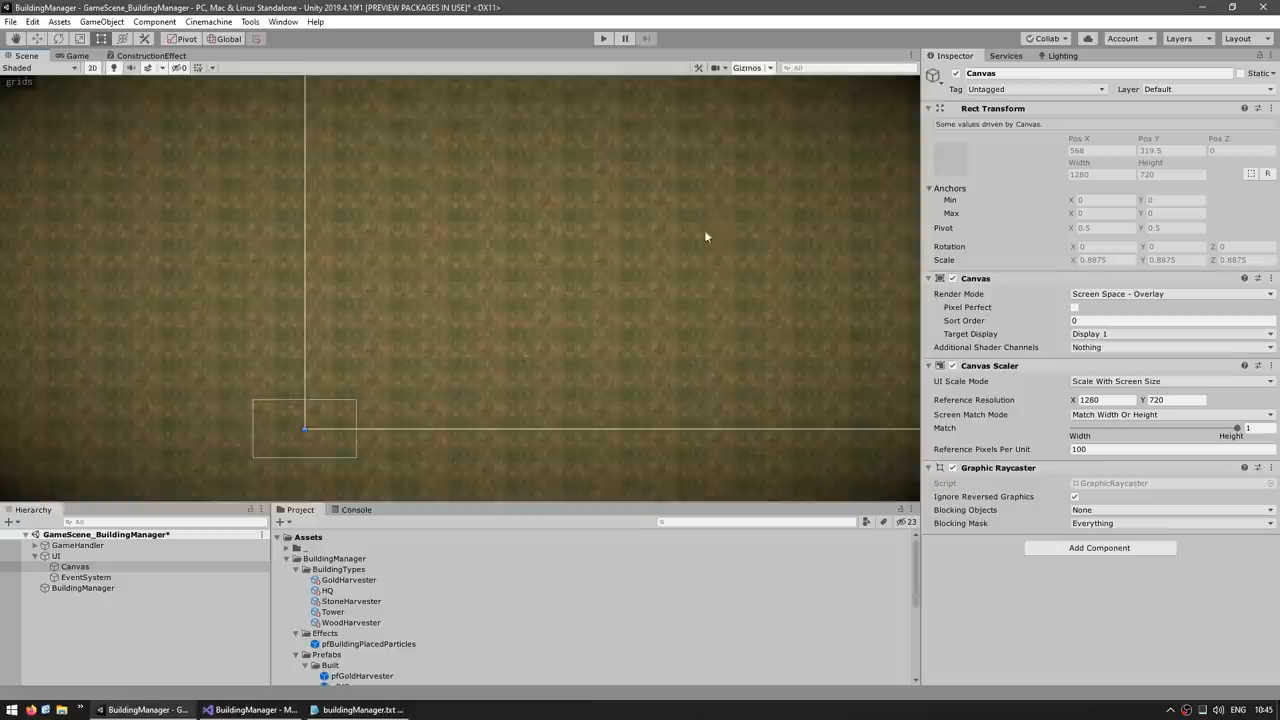 BuildingManager - GameScene_BuildingManager - PC, Mac & Linux Standalone - Unity 2019.4.10f1 [PREVIEW PACKAGES IN USE]* <DX11>
File Edit Assets GameObject Component Cinemachine Tools Window Help
Pivot Global Collab Account Layers Layout
Scene Game ConstructionEffect Inspector Services Lighting
Shaded 2D 0 Gizmos All
Canvas Static
grids
Tag Untagged Layer Default
Rect Transform
Some values driven by Canvas.
Pos X Pos Y Pos Z
568 319.5 0
Width Height
1280 720 R
Anchors
Min X 0 Y 0
Max X 0 Y 0
Pivot X 0.5 Y 0.5
Rotation X 0 Y 0 Z 0
Scale X 0.8875 Y 0.8875 Z 0.8875
Canvas
Render Mode Screen Space - Overlay
Pixel Perfect
Sort Order 0
Target Display Display 1
Additional Shader Channels Nothing
Canvas Scaler
UI Scale Mode Scale With Screen Size
Reference Resolution X 1280 Y 720
Screen Match Mode Match Width Or Height
Match 1
Width Height
Reference Pixels Per Unit 100
Graphic Raycaster
Script GraphicRaycaster
Ignore Reversed Graphics
Blocking Objects None
Blocking Mask Everything
Add Component
Hierarchy
All
GameScene_BuildingManager*
GameHandler
UI
Canvas
EventSystem
BuildingManager
Project Console
23
Assets
_
BuildingManager
BuildingTypes
GoldHarvester
HQ
StoneHarvester
Tower
WoodHarvester
Effects
pfBuildingPlacedParticles
Prefabs
Built
pfGoldHarvester
BuildingManager - G... BuildingManager - M... buildingManager.txt ... ENG 10:45